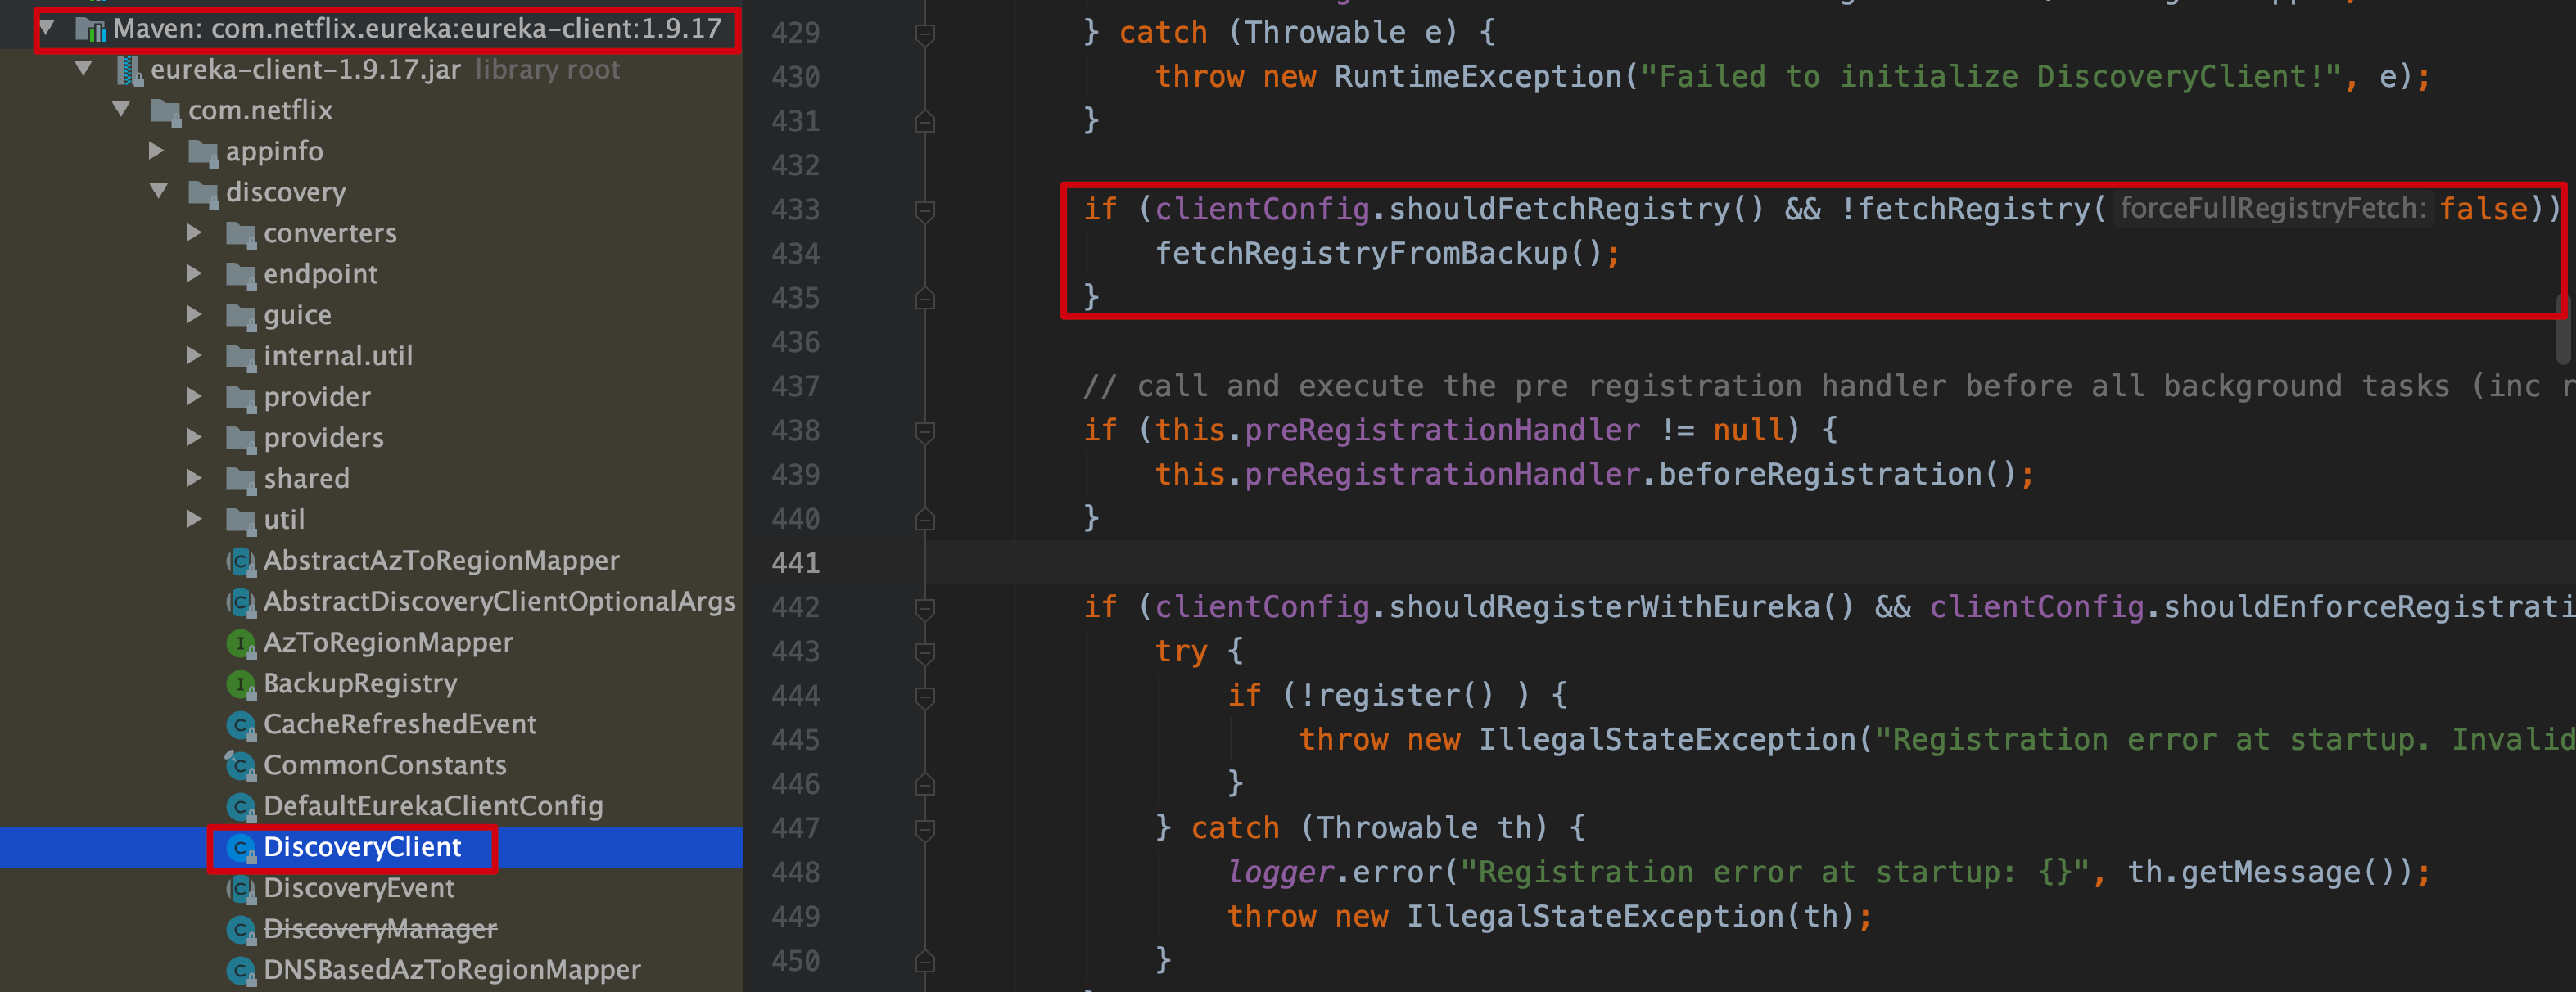 Maven: com.netflix.eureka:eureka-client:1.9.17
eureka-client-1.9.17.jar library root
com.netflix
appinfo
discovery
converters
endpoint
guice
internal.util
provider
providers
shared
util
AbstractAzToRegionMapper
AbstractDiscoveryClientOptionalArgs
AzToRegionMapper
BackupRegistry
CacheRefreshedEvent
CommonConstants
DefaultEurekaClientConfig
DiscoveryClient
DiscoveryEvent
DiscoveryManager
DNSBasedAzToRegionMapper
429 } catch (Throwable e) {
430 throw new RuntimeException("Failed to initialize DiscoveryClient!", e);
431 }
432
433 if (clientConfig.shouldFetchRegistry() && !fetchRegistry( forceFullRegistryFetch: false))
434 fetchRegistryFromBackup();
435 }
436
437 // call and execute the pre registration handler before all background tasks (inc r
438 if (this.preRegistrationHandler != null) {
439 this.preRegistrationHandler.beforeRegistration();
440 }
441
442 if (clientConfig.shouldRegisterWithEureka() && clientConfig.shouldEnforceRegistrati
443 try {
444 if (!register() ) {
445 throw new IllegalStateException("Registration error at startup. Invalid
446 }
447 } catch (Throwable th) {
448 logger.error("Registration error at startup: {}", th.getMessage());
449 throw new IllegalStateException(th);
450 }